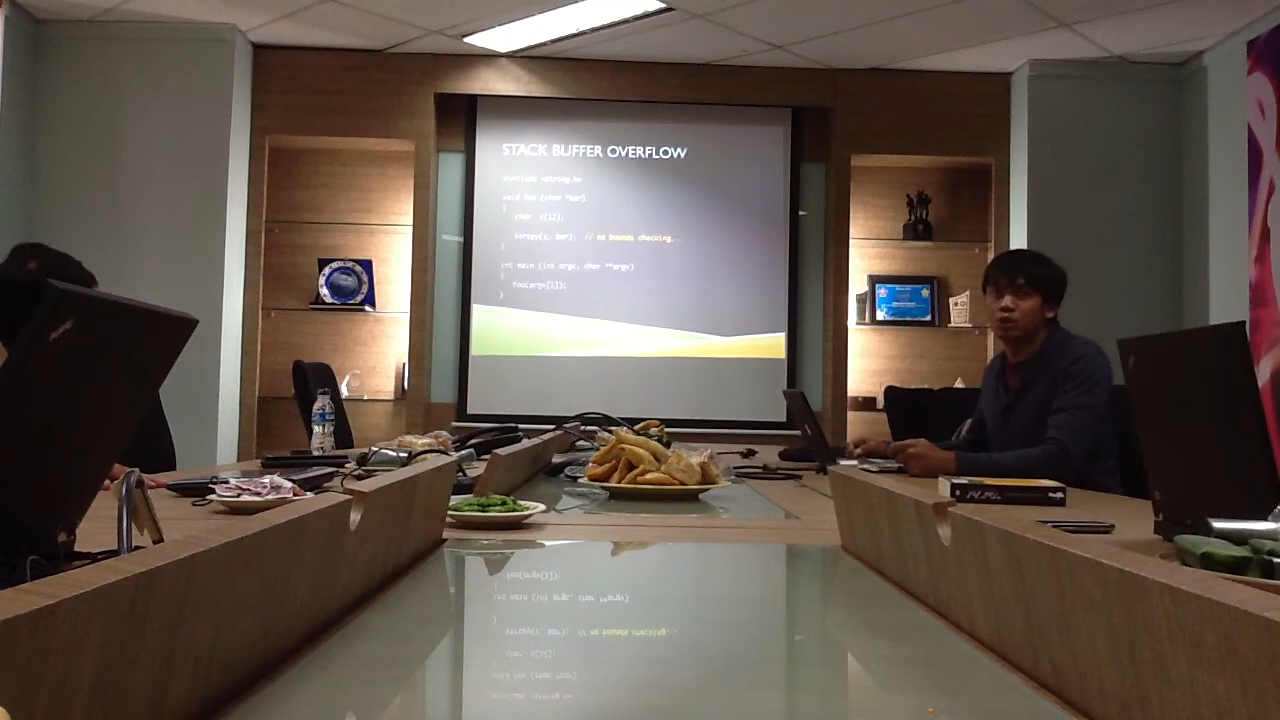 STACK BUFFER OVERFLOW
#include <string.h>
void foo (char *bar)
{
char c[12];
strcpy(c, bar); // no bounds checking...
}
int main (int argc, char **argv)
{
foo(argv[1]);
}